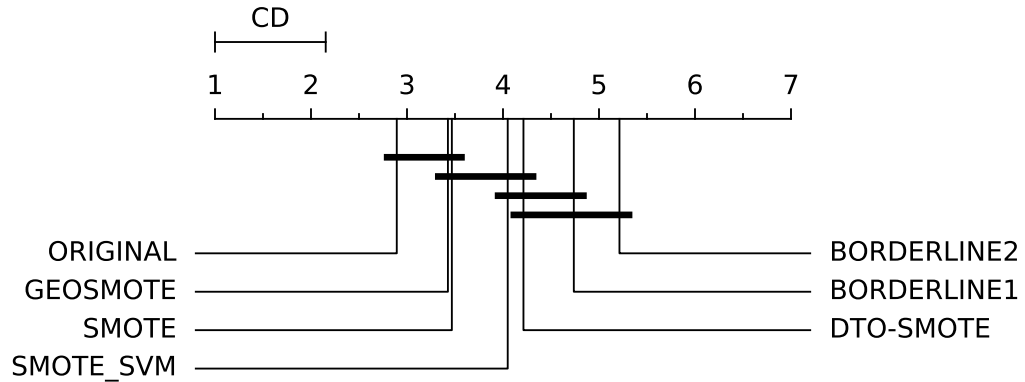 CD
1 2 3 4 5 6 7
ORIGINAL BORDERLINE2
GEOSMOTE BORDERLINE1
SMOTE DTO-SMOTE
SMOTE_SVM